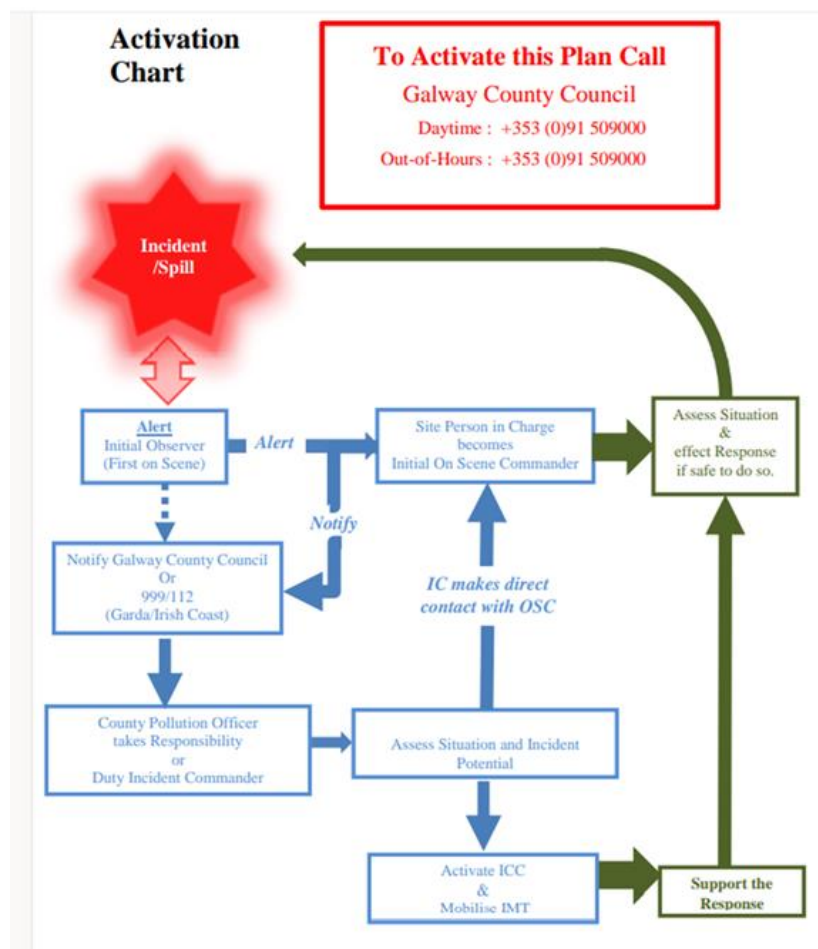 Activation
Chart
To Activate this Plan Call
Galway County Council
Daytime : +353 (0)91 509000
Out-of-Hours : +353 (0)91 509000
Incident
/Spill
Alert
Initial Observer
(First on Scene)
Alert
Site Person in Charge
becomes
Initial On Scene Commander
Assess Situation
&
effect Response
if safe to do so.
Notify
Notify Galway County Council
Or
999/112
(Garda/Irish Coast)
IC makes direct
contact with OSC
County Pollution Officer
takes Responsibility
or
Duty Incident Commander
Assess Situation and Incident
Potential
Activate ICC
&
Mobilise IMT
Support the
Response